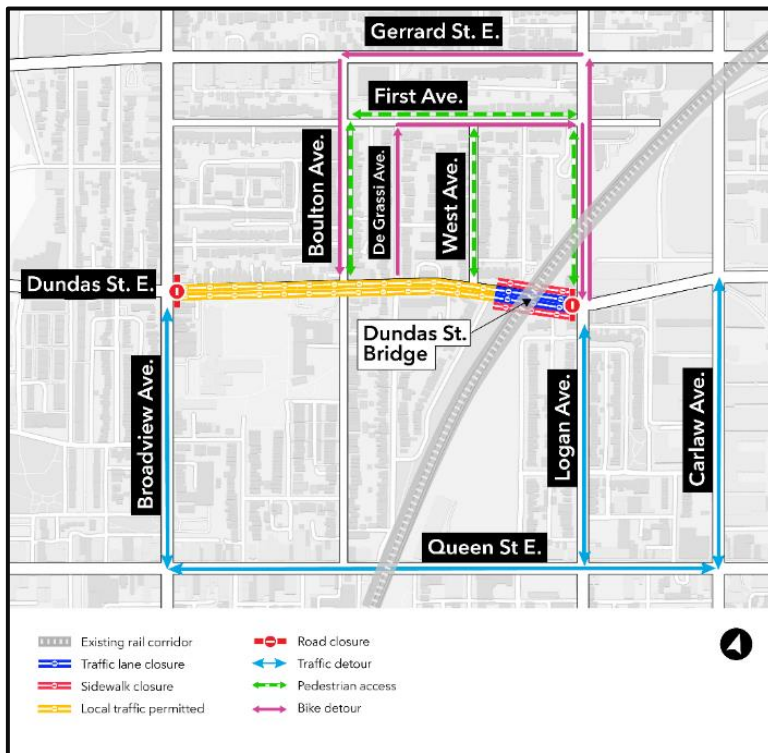 Gerrard St. E.
First Ave.
Boulton Ave.
De Grassi Ave.
West Ave.
Dundas St. E.
Dundas St.
Bridge
Broadview Ave.
Logan Ave.
Carlaw Ave.
Queen St E.
Existing rail corridor
Traffic lane closure
Sidewalk closure
Local traffic permitted
Road closure
Traffic detour
Pedestrian access
Bike detour